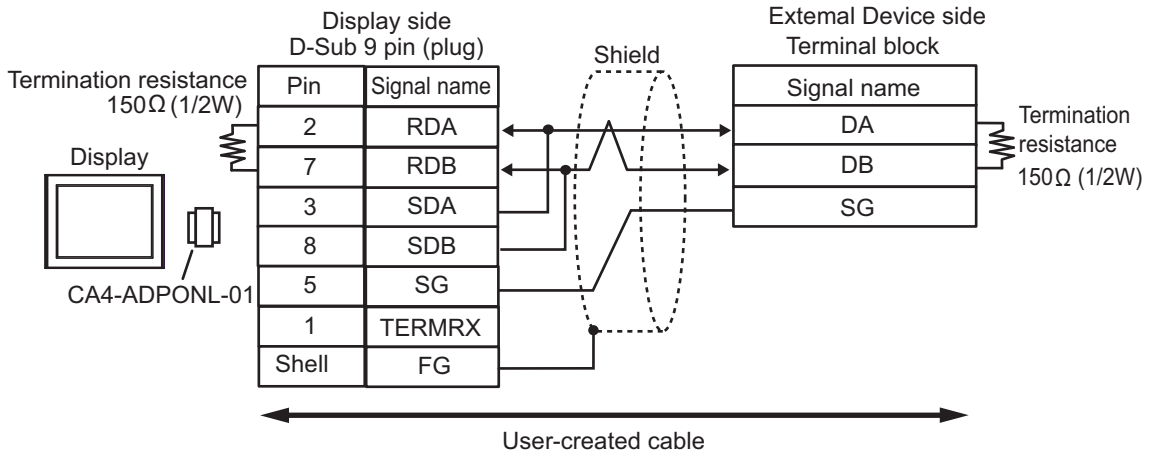 Display side
D-Sub 9 pin (plug)
External Device side
Terminal block
Shield
Termination resistance
150Ω (1/2W)
Display
CA4-ADPONL-01
Pin Signal name
2 RDA
7 RDB
3 SDA
8 SDB
5 SG
1 TERMRX
Shell FG
Signal name
DA
DB
SG
Termination
resistance
150Ω (1/2W)
User-created cable